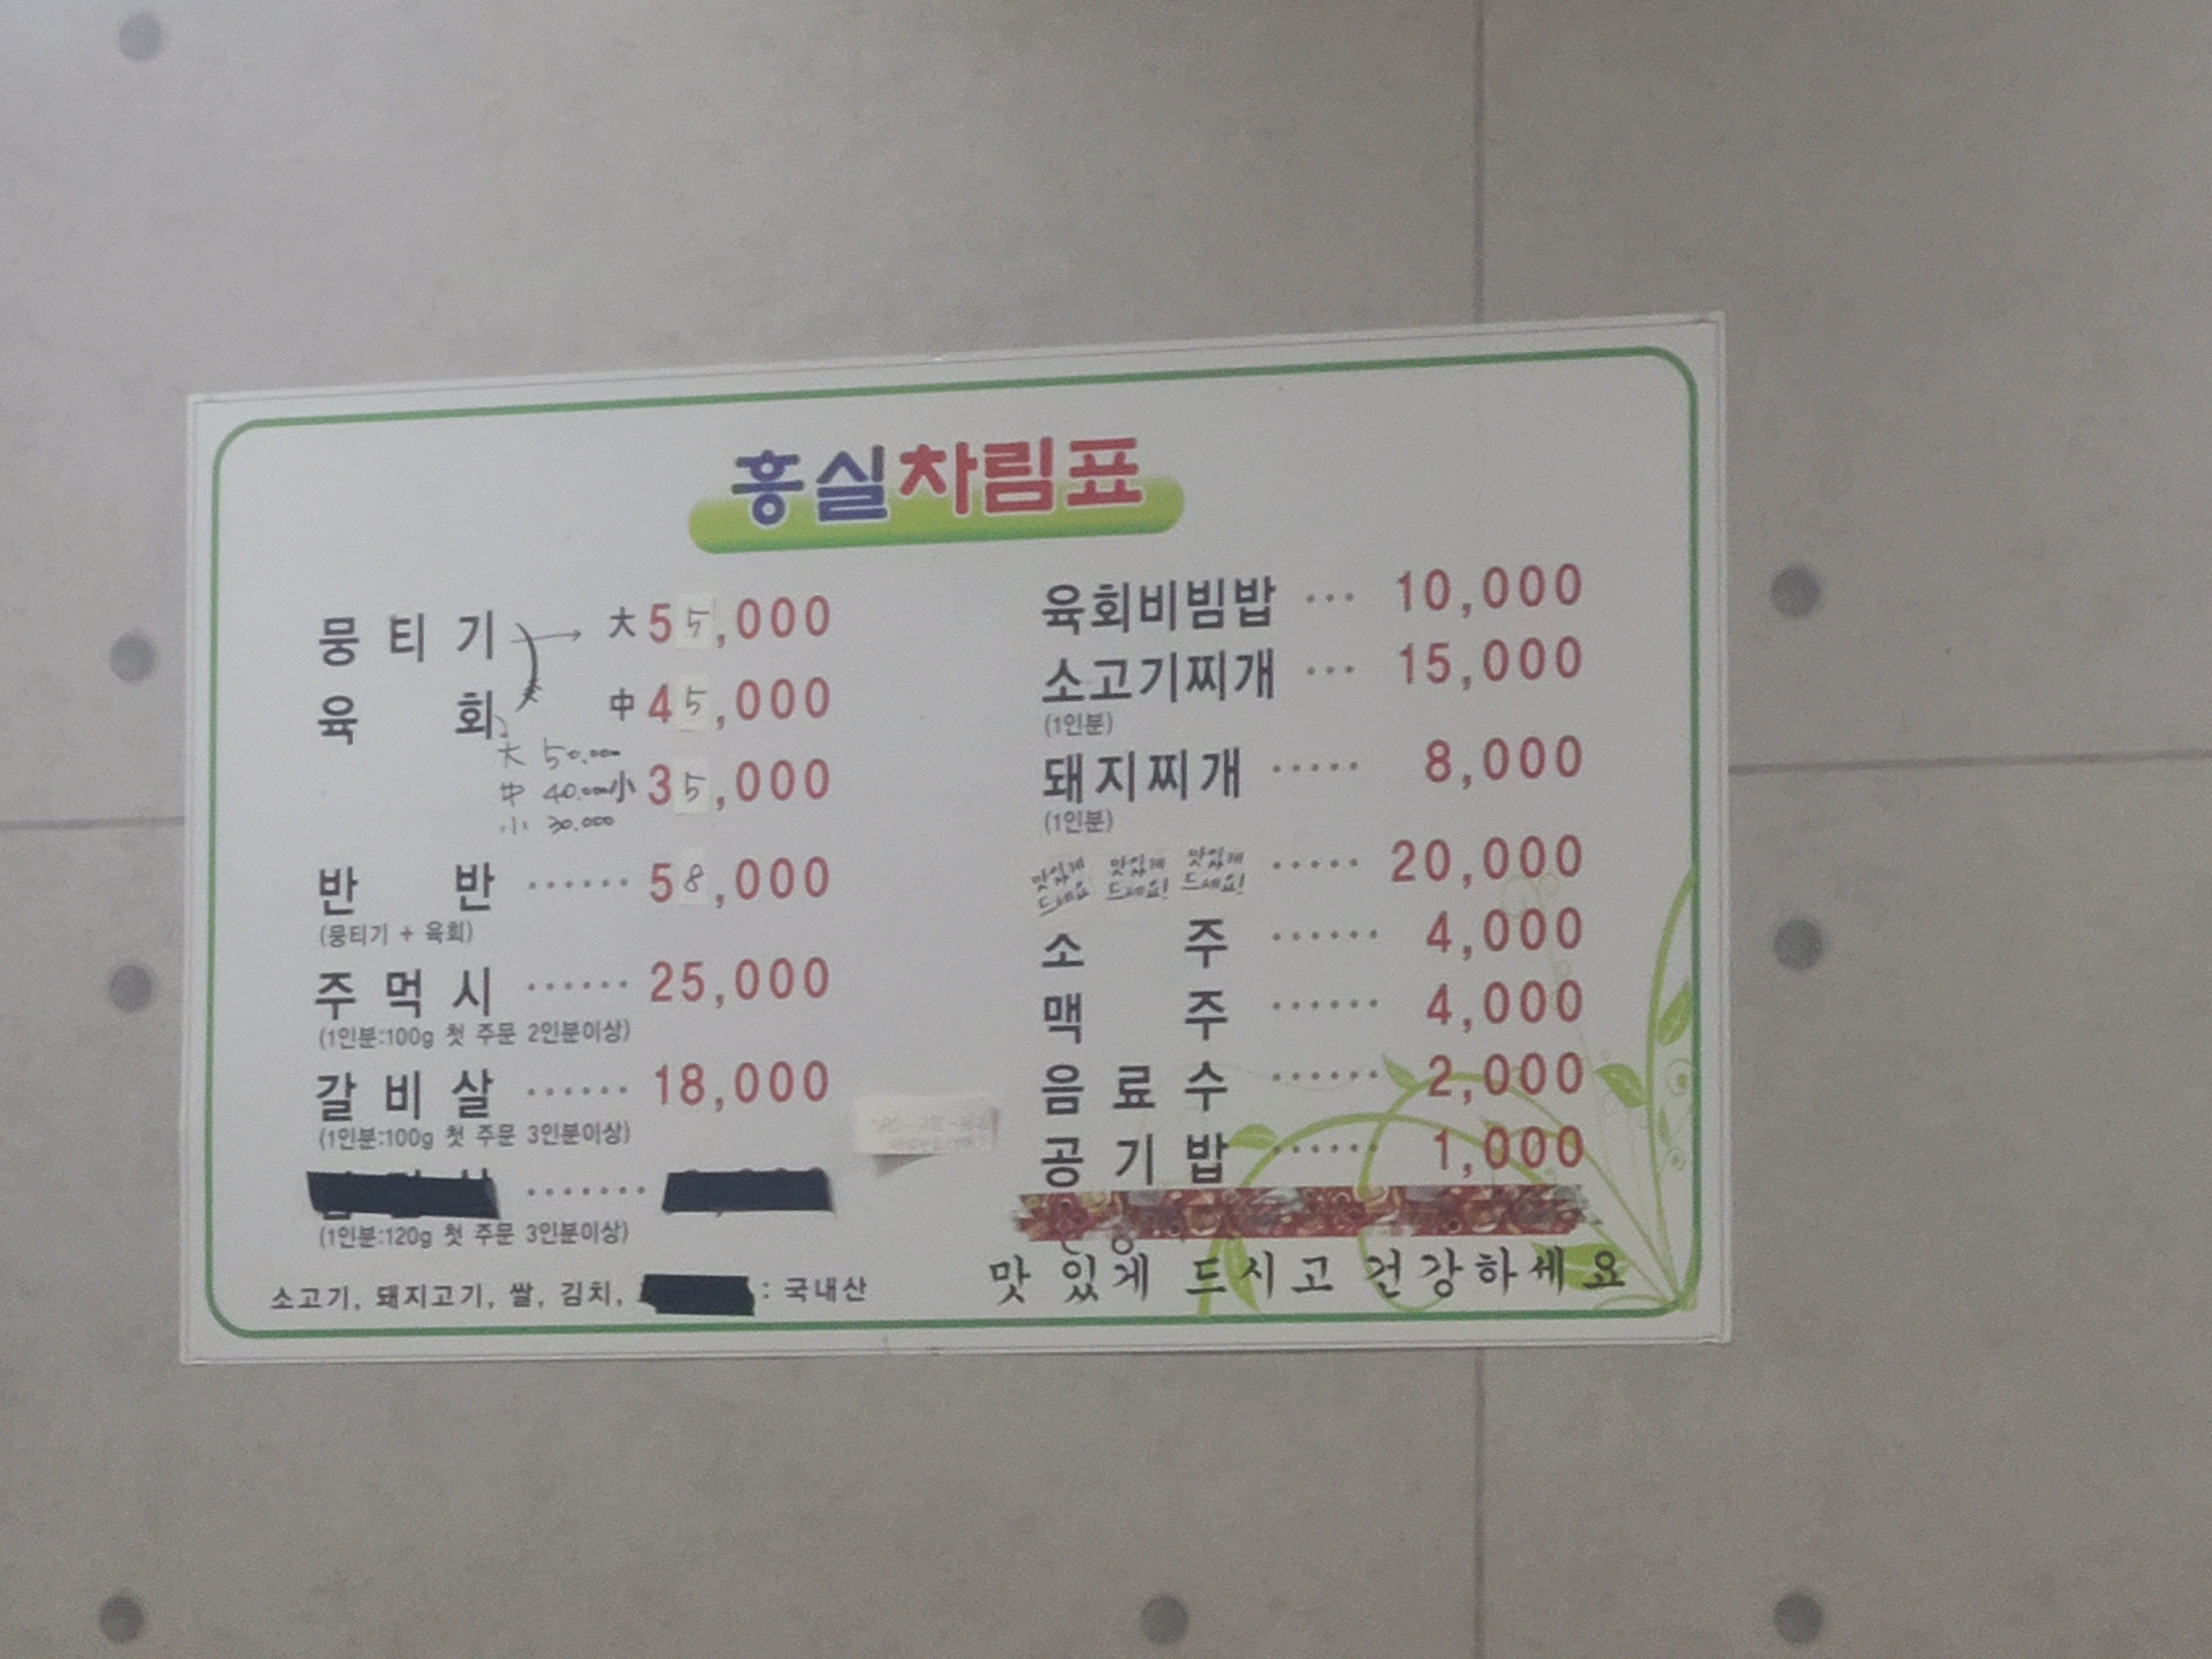 흥실차림표
뭉티기 → 大 55,000
육회 中 45,000
大 50,000
中 40,000 小 35,000
小 30,000
반반 ······ 58,000
(뭉티기 + 육회)
주먹시 ······ 25,000
(1인분:100g 첫 주문 2인분이상)
갈비살 ······ 18,000
(1인분:100g 첫 주문 3인분이상)
·······
(1인분:120g 첫 주문 3인분이상)
소고기, 돼지고기, 쌀, 김치, : 국내산
육회비빔밥 ··· 10,000
소고기찌개 ··· 15,000
(1인분)
돼지찌개 ····· 8,000
(1인분)
맛있게 맛있게 맛있게 ····· 20,000
드세요 드세요! 드세요!
소주 ······ 4,000
맥주 ······ 4,000
음료수 ······ 2,000
공기밥 ······ 1,000
맛있게 드시고 건강하세요